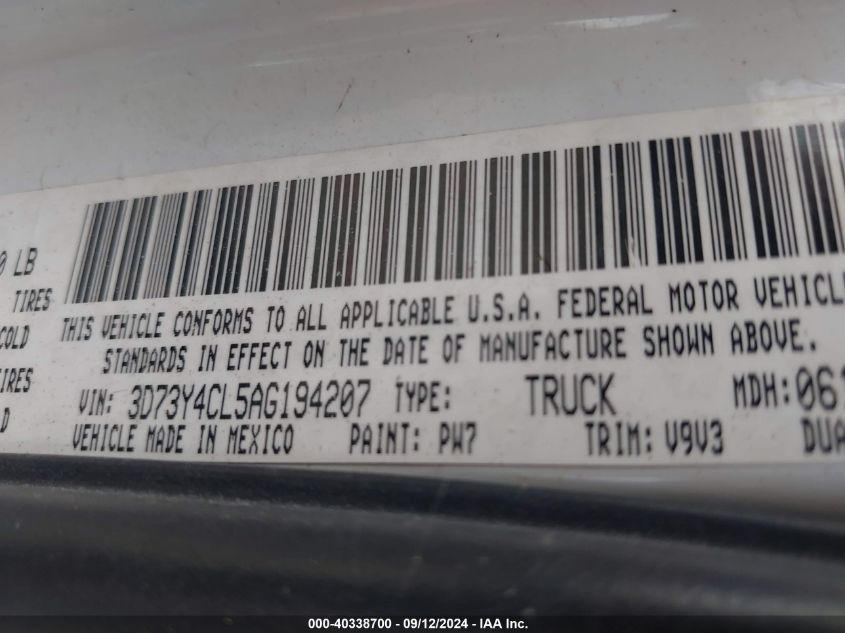 0 LB
TIRES
COLD
IRES
D
THIS VEHICLE CONFORMS TO ALL APPLICABLE U.S.A. FEDERAL MOTOR VEHICLE
STANDARDS IN EFFECT ON THE DATE OF MANUFACTURE SHOWN ABOVE.
VIN: 3D73Y4CL5AG194207 TYPE: TRUCK MDH: 061
VEHICLE MADE IN MEXICO PAINT: PW7 TRIM: V9V3 DUA
000-40338700 - 09/12/2024 - IAA Inc.